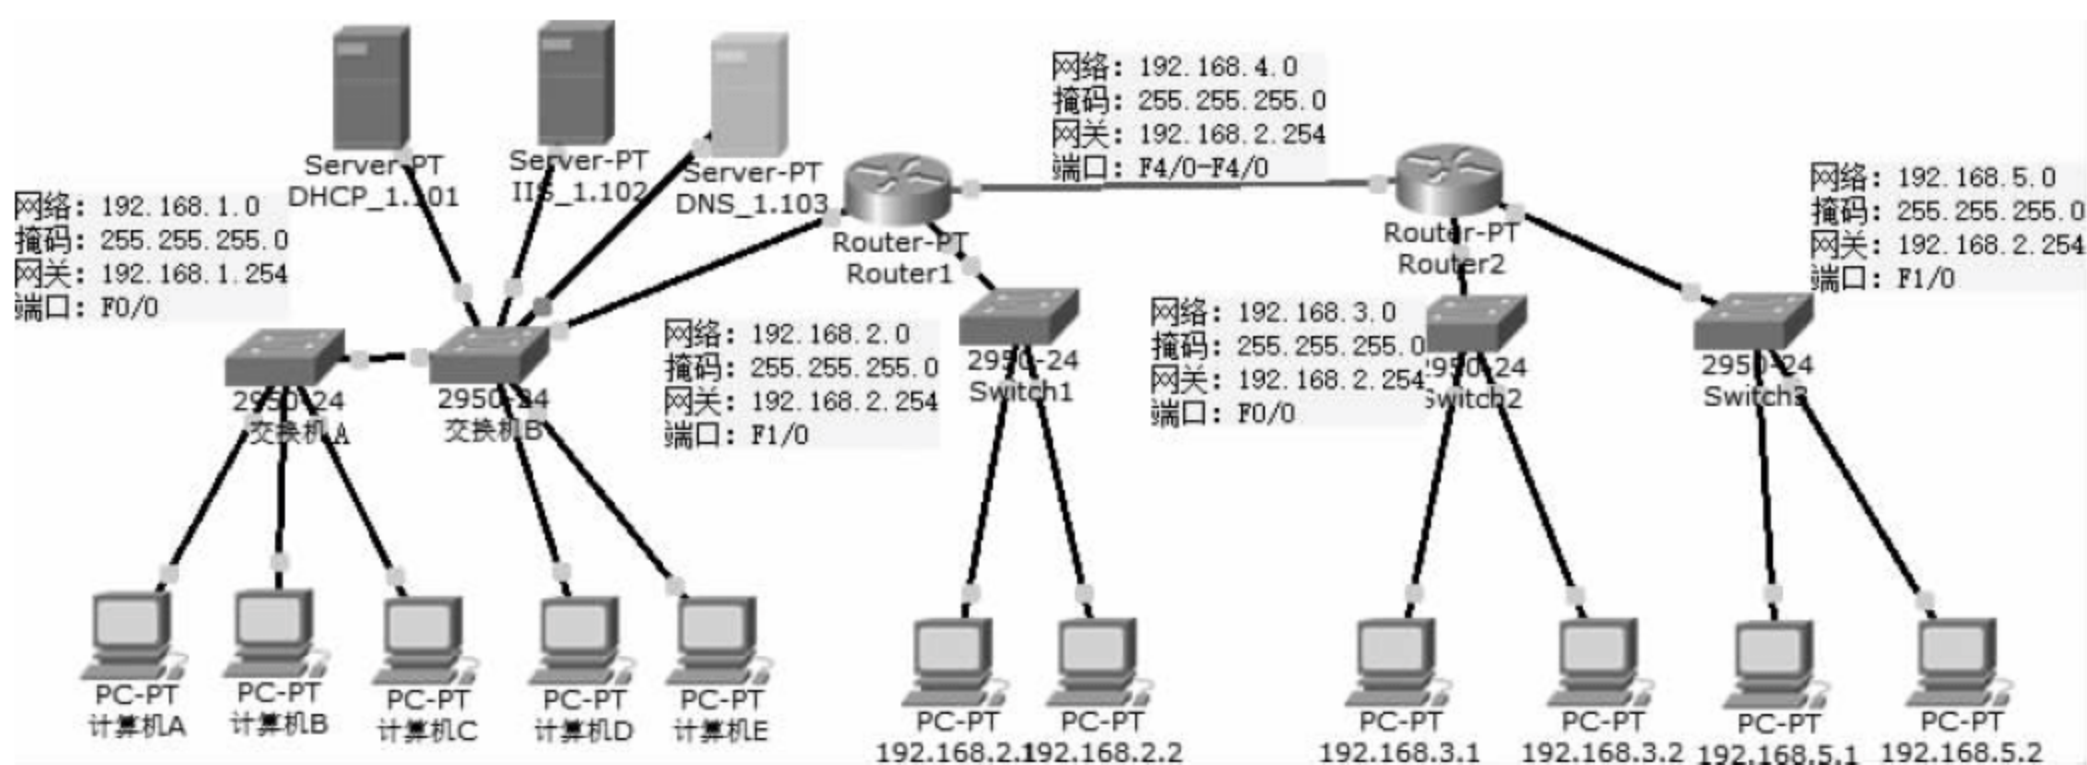 Server-PT
DHCP_1.101
Server-PT
IIS_1.102
Server-PT
DNS_1.103
网络: 192.168.1.0
掩码: 255.255.255.0
网关: 192.168.1.254
端口: F0/0
Router-PT
Router1
网络: 192.168.4.0
掩码: 255.255.255.0
网关: 192.168.2.254
端口: F4/0-F4/0
Router-PT
Router2
网络: 192.168.5.0
掩码: 255.255.255.0
网关: 192.168.2.254
端口: F1/0
2950-24
交换机A
2950-24
交换机B
网络: 192.168.2.0
掩码: 255.255.255.0
网关: 192.168.2.254
端口: F1/0
2950-24
Switch1
网络: 192.168.3.0
掩码: 255.255.255.0
网关: 192.168.2.254
端口: F0/0
2950-24
Switch2
2950-24
Switch3
PC-PT
计算机A
PC-PT
计算机B
PC-PT
计算机C
PC-PT
计算机D
PC-PT
计算机E
PC-PT
192.168.2.1
PC-PT
192.168.2.2
PC-PT
192.168.3.1
PC-PT
192.168.3.2
PC-PT
192.168.5.1
PC-PT
192.168.5.2